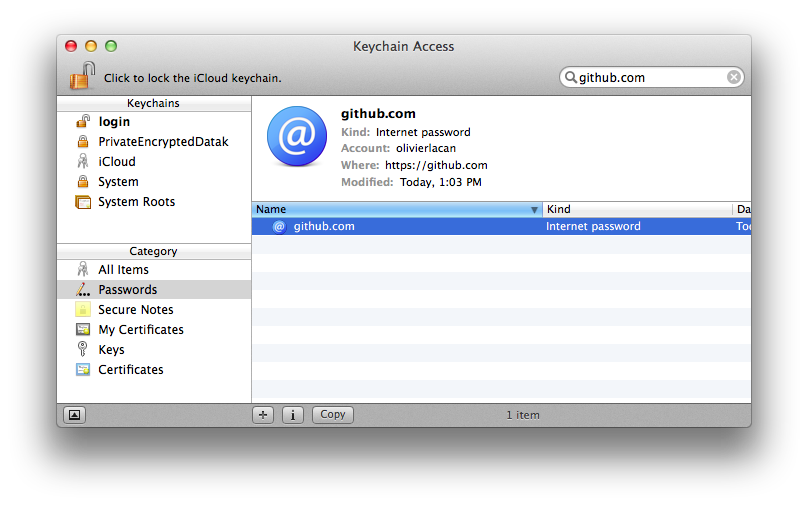 Keychain Access
Click to lock the iCloud keychain.
github.com
Keychains
login
PrivateEncryptedDatak
iCloud
System
System Roots
Category
All Items
Passwords
Secure Notes
My Certificates
Keys
Certificates
github.com
Kind: Internet password
Account: olivierlacan
Where: https://github.com
Modified: Today, 1:03 PM
Name Kind Da
github.com Internet password Too
Copy 1 item